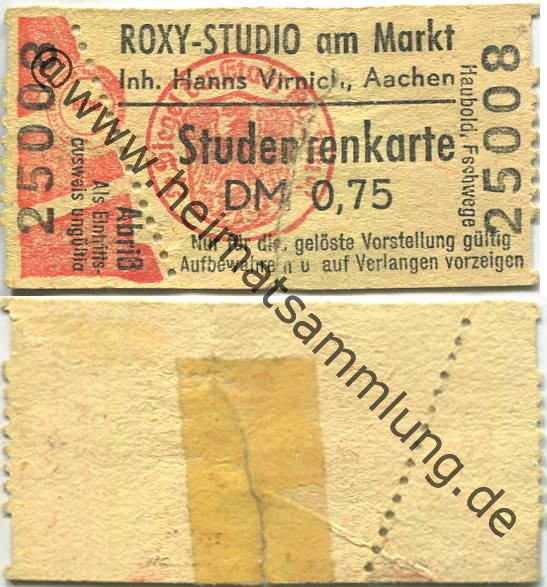 ROXY-STUDIO am Markt
Inh. Hanns Virnich, Aachen
Studentenkarte
DM 0,75
Nur für die gelöste Vorstellung gültig
Aufbewahren u auf Verlangen vorzeigen
25008
Abriß
Als Eintritts-
ausweis ungültig
25008
Haubold, Eschwege
@www.heimatsammlung.de